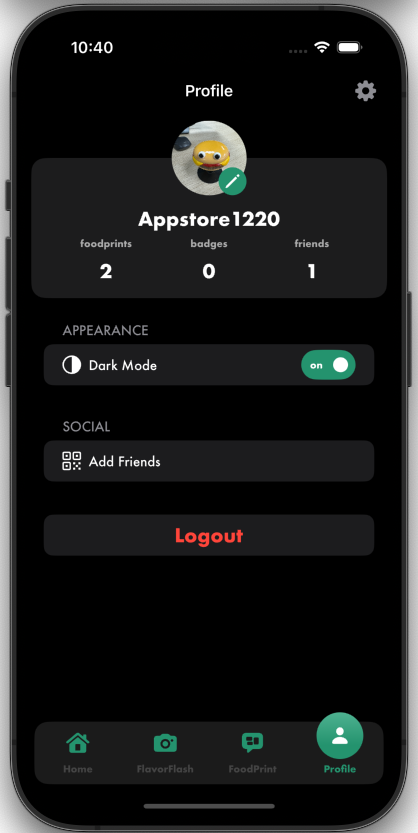 10:40
Profile
Appstore1220
foodprints badges friends
2 0 1
APPEARANCE
Dark Mode on
SOCIAL
Add Friends
Logout
Home FlavorFlash FoodPrint Profile